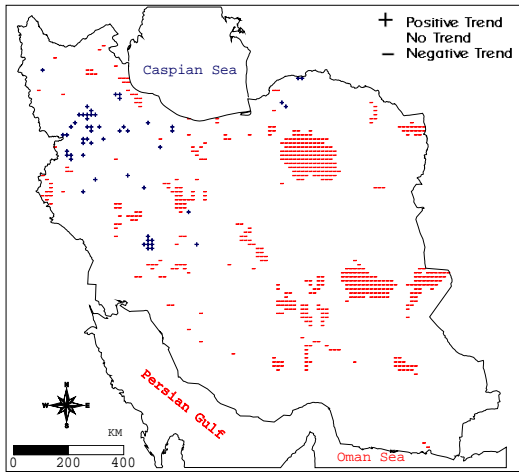 + Positive Trend
No Trend
− Negative Trend
Caspian Sea
Persian Gulf
N
W E
S
KM
0 200 400
Oman Sea